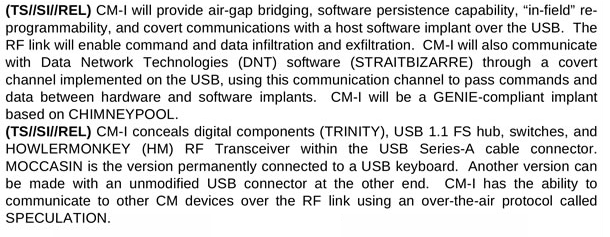 (TS//SI//REL) CM-I will provide air-gap bridging, software persistence capability, “in-field” re-
programmability, and covert communications with a host software implant over the USB. The
RF link will enable command and data infiltration and exfiltration. CM-I will also communicate
with Data Network Technologies (DNT) software (STRAITBIZARRE) through a covert
channel implemented on the USB, using this communication channel to pass commands and
data between hardware and software implants. CM-I will be a GENIE-compliant implant
based on CHIMNEYPOOL.
(TS//SI//REL) CM-I conceals digital components (TRINITY), USB 1.1 FS hub, switches, and
HOWLERMONKEY (HM) RF Transceiver within the USB Series-A cable connector.
MOCCASIN is the version permanently connected to a USB keyboard. Another version can
be made with an unmodified USB connector at the other end. CM-I has the ability to
communicate to other CM devices over the RF link using an over-the-air protocol called
SPECULATION.